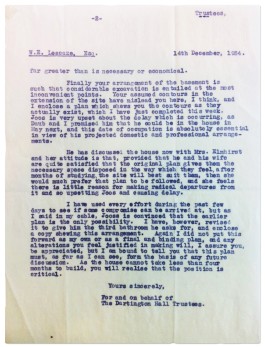 Trustees.
-2-
W.E. Lescaze, Esq. 14th December, 1934.
far greater than is necessary or economical.
Finally your arrangement of the basement is
such that considerable excavation is entailed at the most
inconvenient points. Your assumed contours in the
extension of the site have mislead you here, I think, and
I enclose a plan which shews you the contours as they
actually exist, which I have just completed this week.
Jooss is very upset about the delay which is occurring, as
both and I promised him that he could be in the house in
May next, and this date of occupation is absolutely essential
in view of his projected domestic and professional arrange-
ments.
He has discussed the house now with Mrs. Elmhirst
and her attitude is that, provided that he and his wife
are quite satisfied that the original plan gives them the
necessary space disposed in the way which they feel after
months of studying the site will best suit them, then she
would much prefer that to be followed, and she feels
there is little reason for making radical departures from
it and so upsetting Joos and causing delay.
I have used every effort during the past few
days to see if some compromise can be arrived it, but as
I said in my cable, Jooss is convinced that the earlier
plan is the only possibility. I have, however, revised
it to give him the third bathroom he asks for, and enclose
a copy shewing this arrangement. Again I did not put this
forward as my own or as a final and binding plan, and any
alterations you feel justified in making will, I assure you,
be appreciated, but I can only tell you that this plan
must, as far as I can see, form the basis of any future
discussion. As the house cannot take less than four
months to build, you will realise that the position is
critical.
Yours sincerely,
For and on behalf of
The Dartington Hall Trustees.